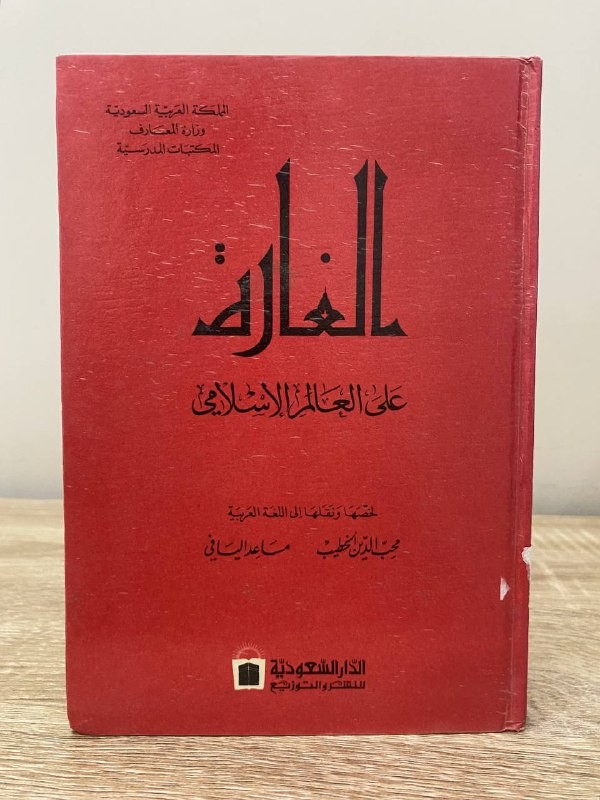 المملكة العربية السعودية
وزارة المعارف
المكتبات المدرسية
الغارة
على العالم الإسلامي
لخصها ونقلها إلى اللغة العربية
محب الدين الخطيب مساعد اليافي
الدار السعودية
للنشر والتوزيع